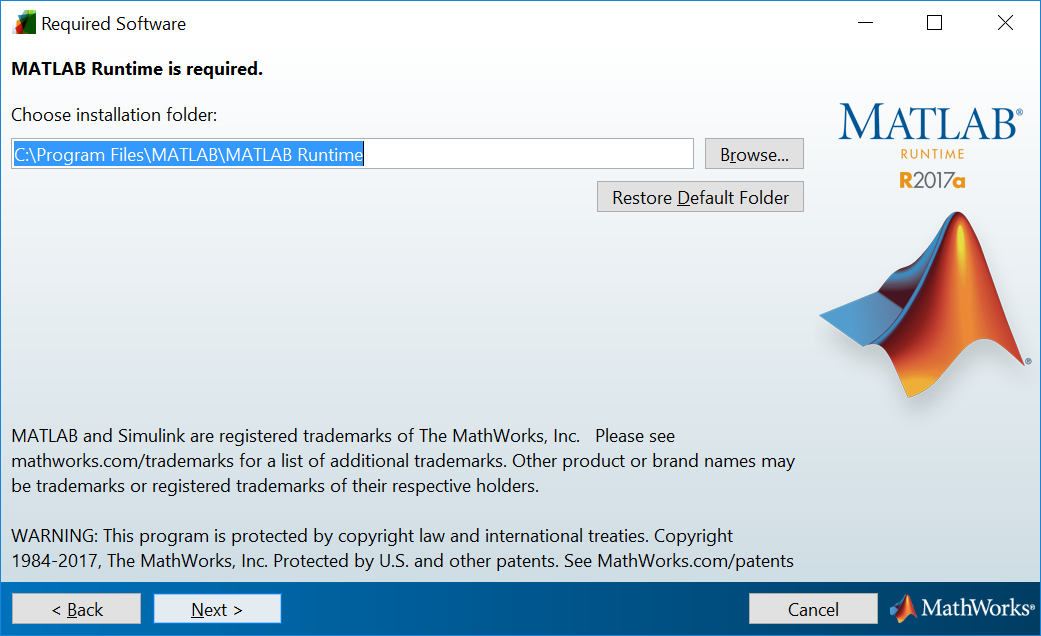 Required Software
MATLAB Runtime is required.
Choose installation folder:
C:\Program Files\MATLAB\MATLAB Runtime
Browse...
Restore Default Folder
MATLAB®
RUNTIME
R2017a
®
MATLAB and Simulink are registered trademarks of The MathWorks, Inc.   Please see
mathworks.com/trademarks for a list of additional trademarks. Other product or brand names may
be trademarks or registered trademarks of their respective holders.
WARNING: This program is protected by copyright law and international treaties. Copyright
1984-2017, The MathWorks, Inc. Protected by U.S. and other patents. See MathWorks.com/patents
< Back
Next >
Cancel
MathWorks®